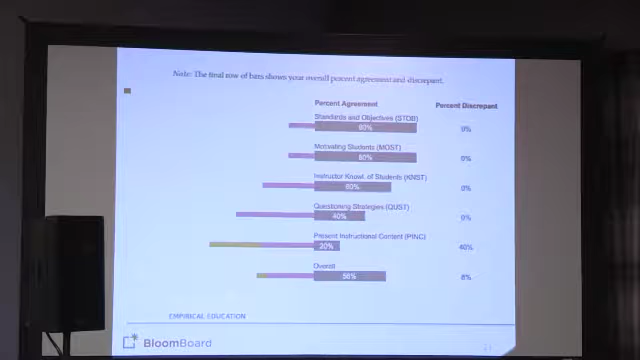 Note: The final row of bars shows your overall percent agreement and discrepant.
Percent Agreement Percent Discrepant
Standards and Objectives (STOB)
80% 0%
Motivating Students (MOST)
80% 0%
Instructor Knowl. of Students (KNST)
60% 0%
Questioning Strategies (QUST)
40% 0%
Present Instructional Content (PINC)
20% 40%
Overall
56% 8%
EMPIRICAL EDUCATION
BloomBoard